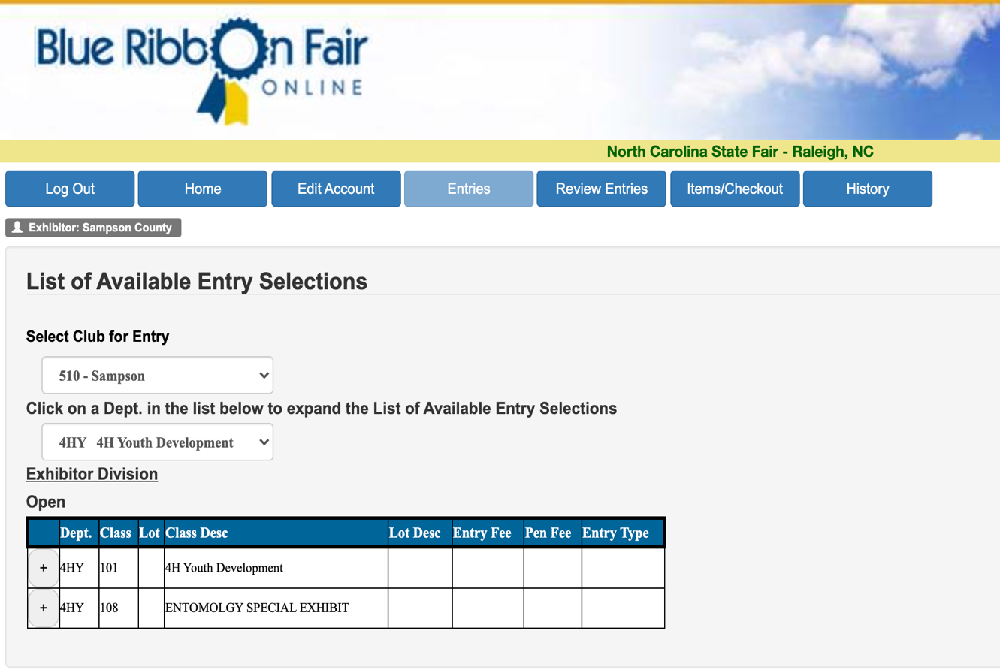 Blue Ribbon Fair
ONLINE
North Carolina State Fair - Raleigh, NC
Log Out Home Edit Account Entries Review Entries Items/Checkout History
Exhibitor: Sampson County
List of Available Entry Selections
Select Club for Entry
510 - Sampson
Click on a Dept. in the list below to expand the List of Available Entry Selections
4HY 4H Youth Development
Exhibitor Division
Open
Dept. Class Lot Class Desc Lot Desc Entry Fee Pen Fee Entry Type
+ 4HY 101 4H Youth Development
+ 4HY 108 ENTOMOLGY SPECIAL EXHIBIT